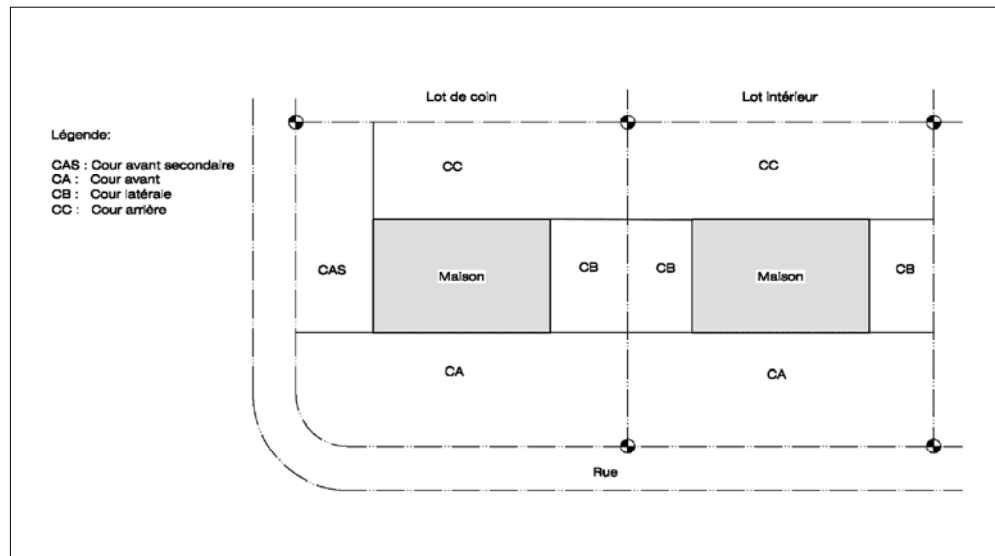 Lot de coin
Lot intérieur
Légende:
CAS : Cour avant secondaire
CA : Cour avant
CB : Cour latérale
CC : Cour arrière
CC
CC
CAS
Maison
CB
CB
Maison
CB
CA
CA
Rue